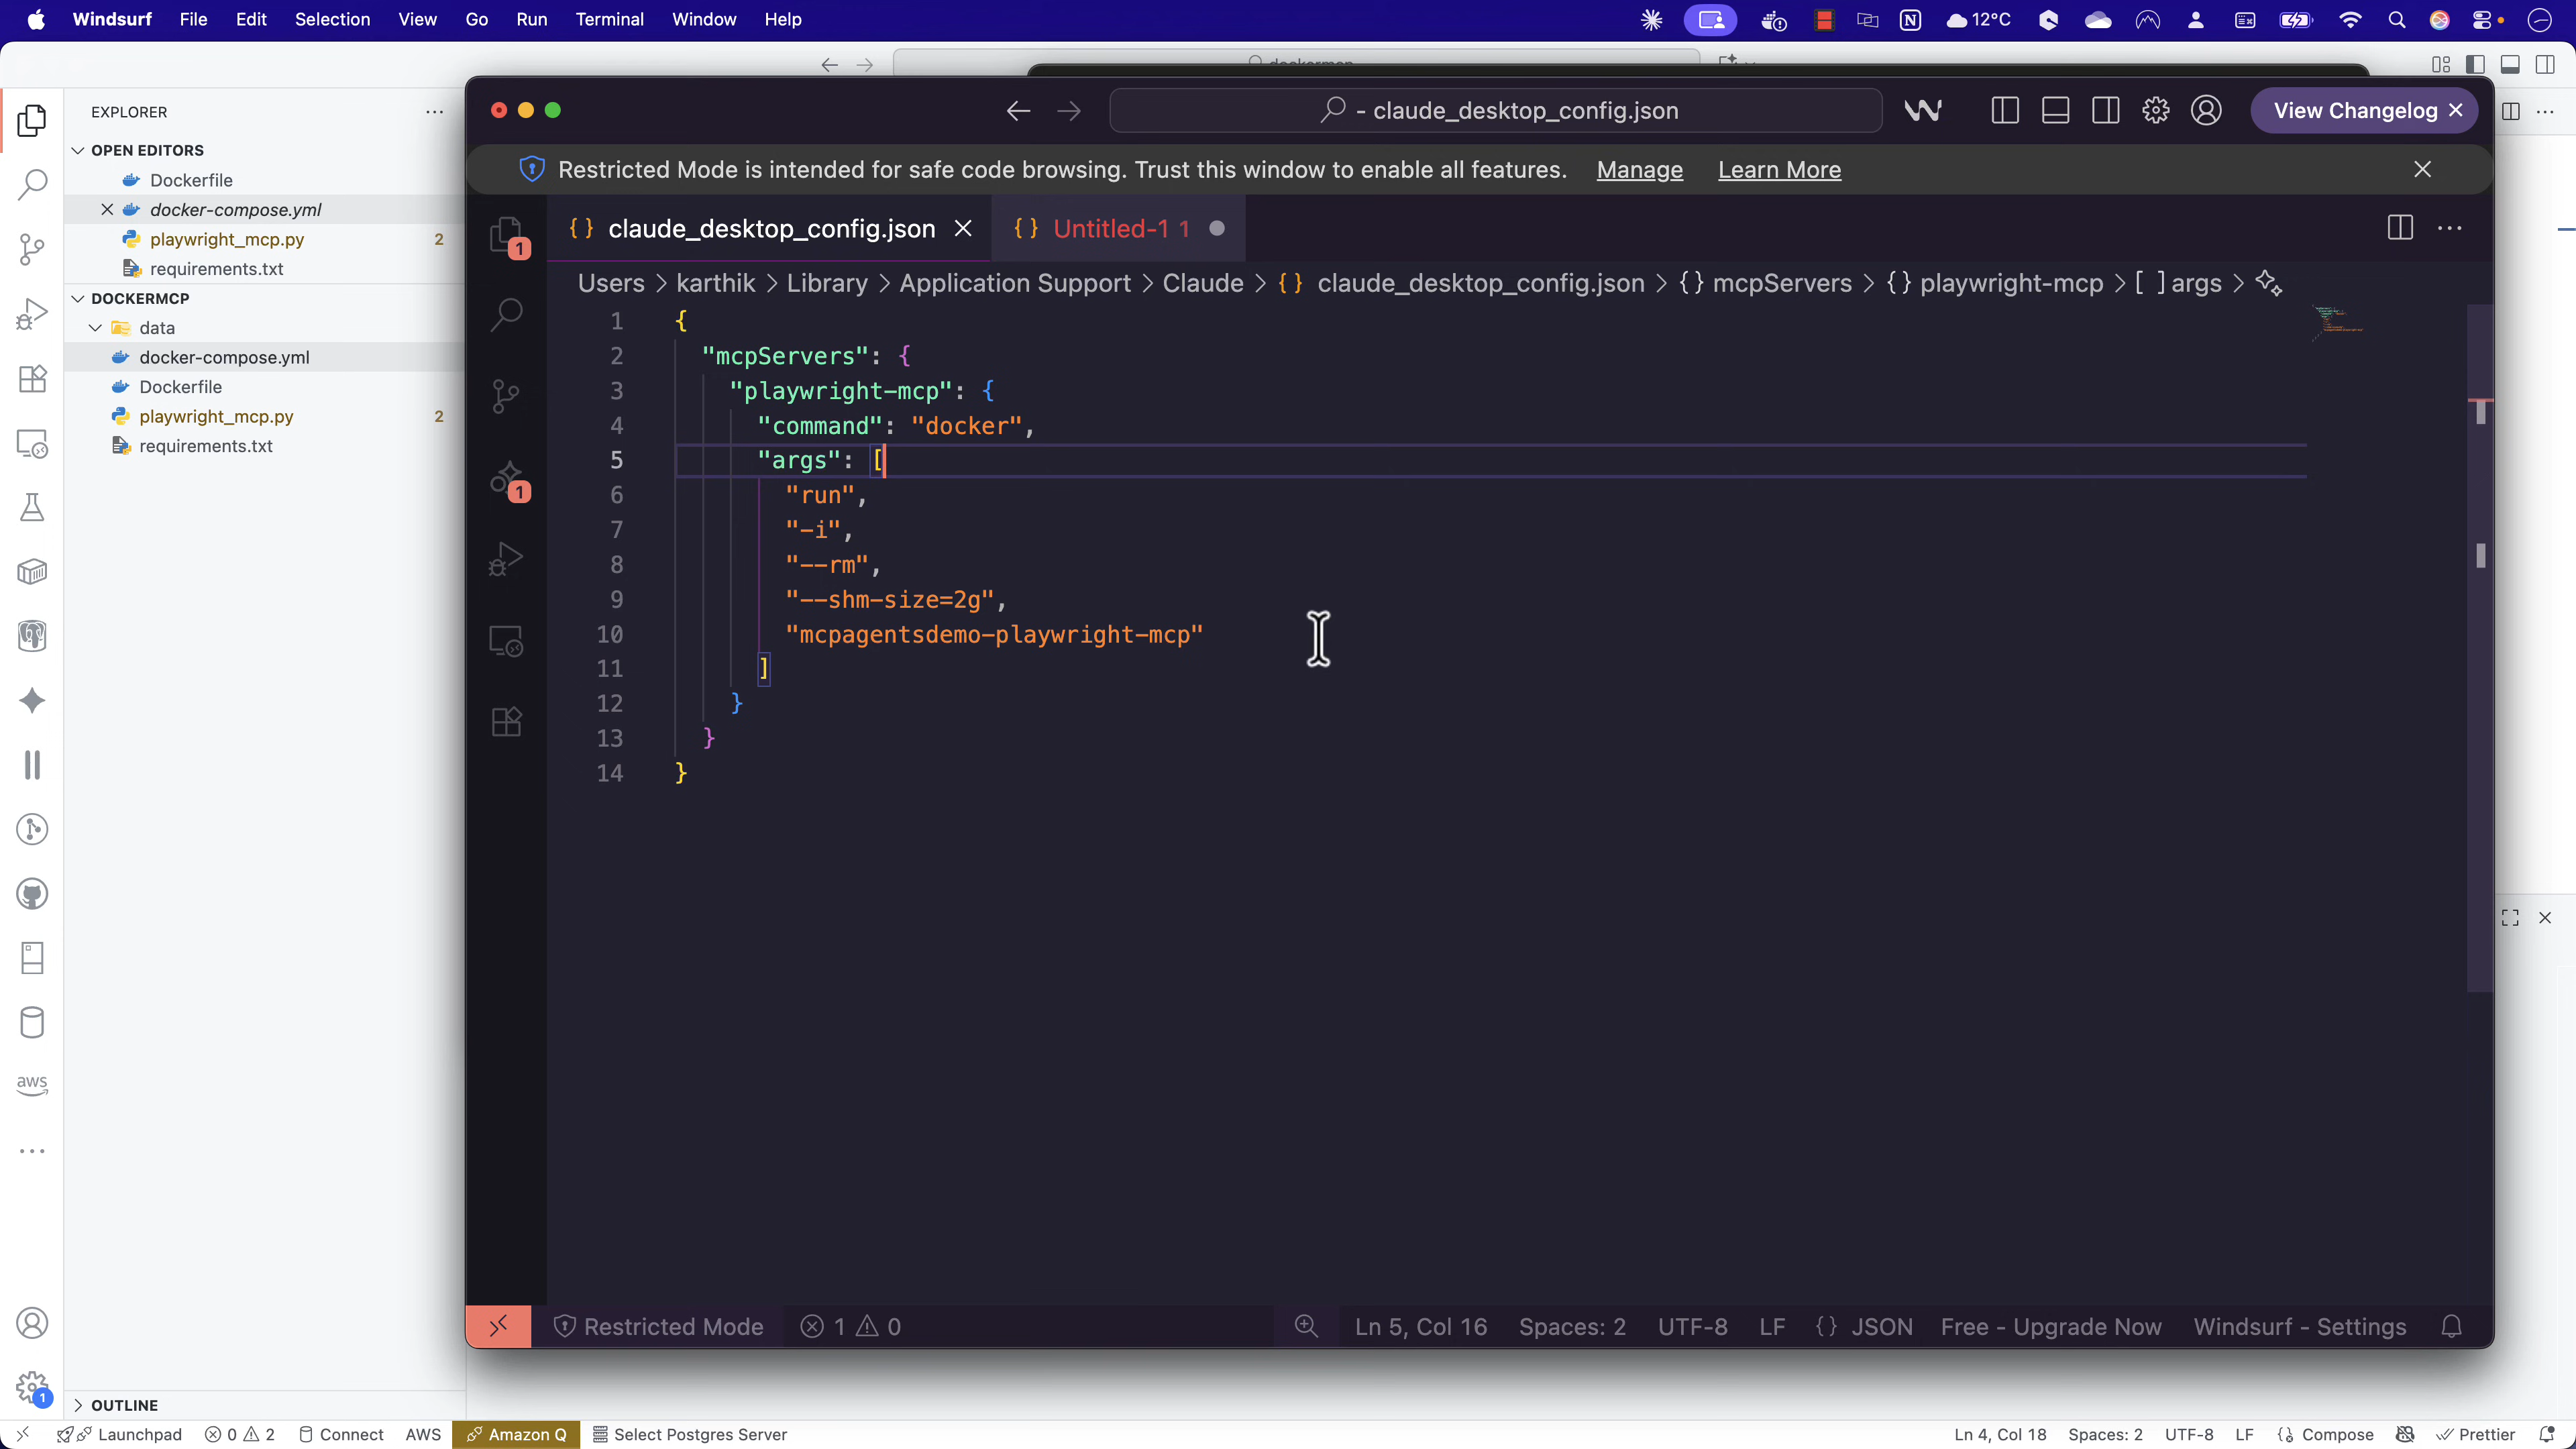 Windsurf File Edit Selection View Go Run Terminal Window Help
12°C
EXPLORER
OPEN EDITORS
Dockerfile
docker-compose.yml
playwright_mcp.py 2
requirements.txt
DOCKERMCP
data
docker-compose.yml
Dockerfile
playwright_mcp.py 2
requirements.txt
aws
1
OUTLINE
- claude_desktop_config.json
View Changelog
Restricted Mode is intended for safe code browsing. Trust this window to enable all features. Manage Learn More
{} claude_desktop_config.json
{} Untitled-1 1
1
1
Users > karthik > Library > Application Support > Claude > {} claude_desktop_config.json > {} mcpServers > {} playwright-mcp > [ ] args >
1 {
2 "mcpServers": {
3 "playwright-mcp": {
4 "command": "docker",
5 "args": [
6 "run",
7 "-i",
8 "--rm",
9 "--shm-size=2g",
10 "mcpagentsdemo-playwright-mcp"
11 ]
12 }
13 }
14 }
Restricted Mode 1 0 Ln 5, Col 16 Spaces: 2 UTF-8 LF {} JSON Free - Upgrade Now Windsurf - Settings
Launchpad 0 2 Connect AWS Amazon Q Select Postgres Server Ln 4, Col 18 Spaces: 2 UTF-8 LF Compose Prettier